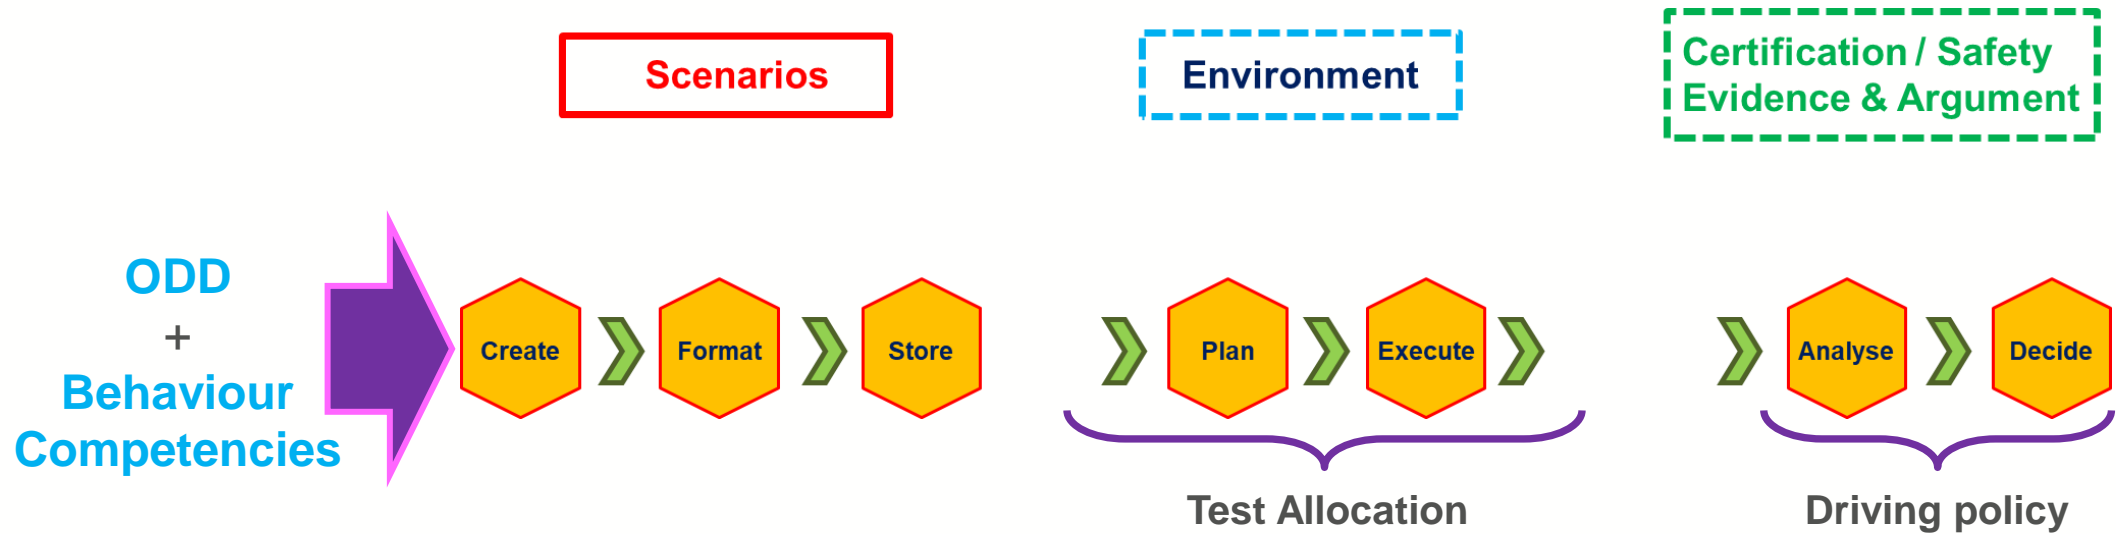 Scenarios
Environment
Certification / Safety
Evidence & Argument
ODD
+
Behaviour
Competencies
Create
Format
Store
Plan
Execute
Analyse
Decide
Test Allocation
Driving policy